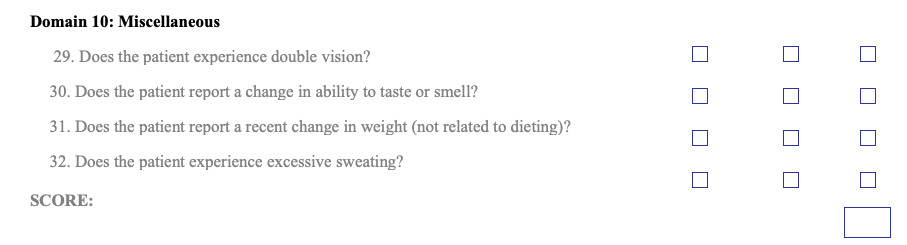 Domain 10: Miscellaneous
29. Does the patient experience double vision?
30. Does the patient report a change in ability to taste or smell?
31. Does the patient report a recent change in weight (not related to dieting)?
32. Does the patient experience excessive sweating?
SCORE: